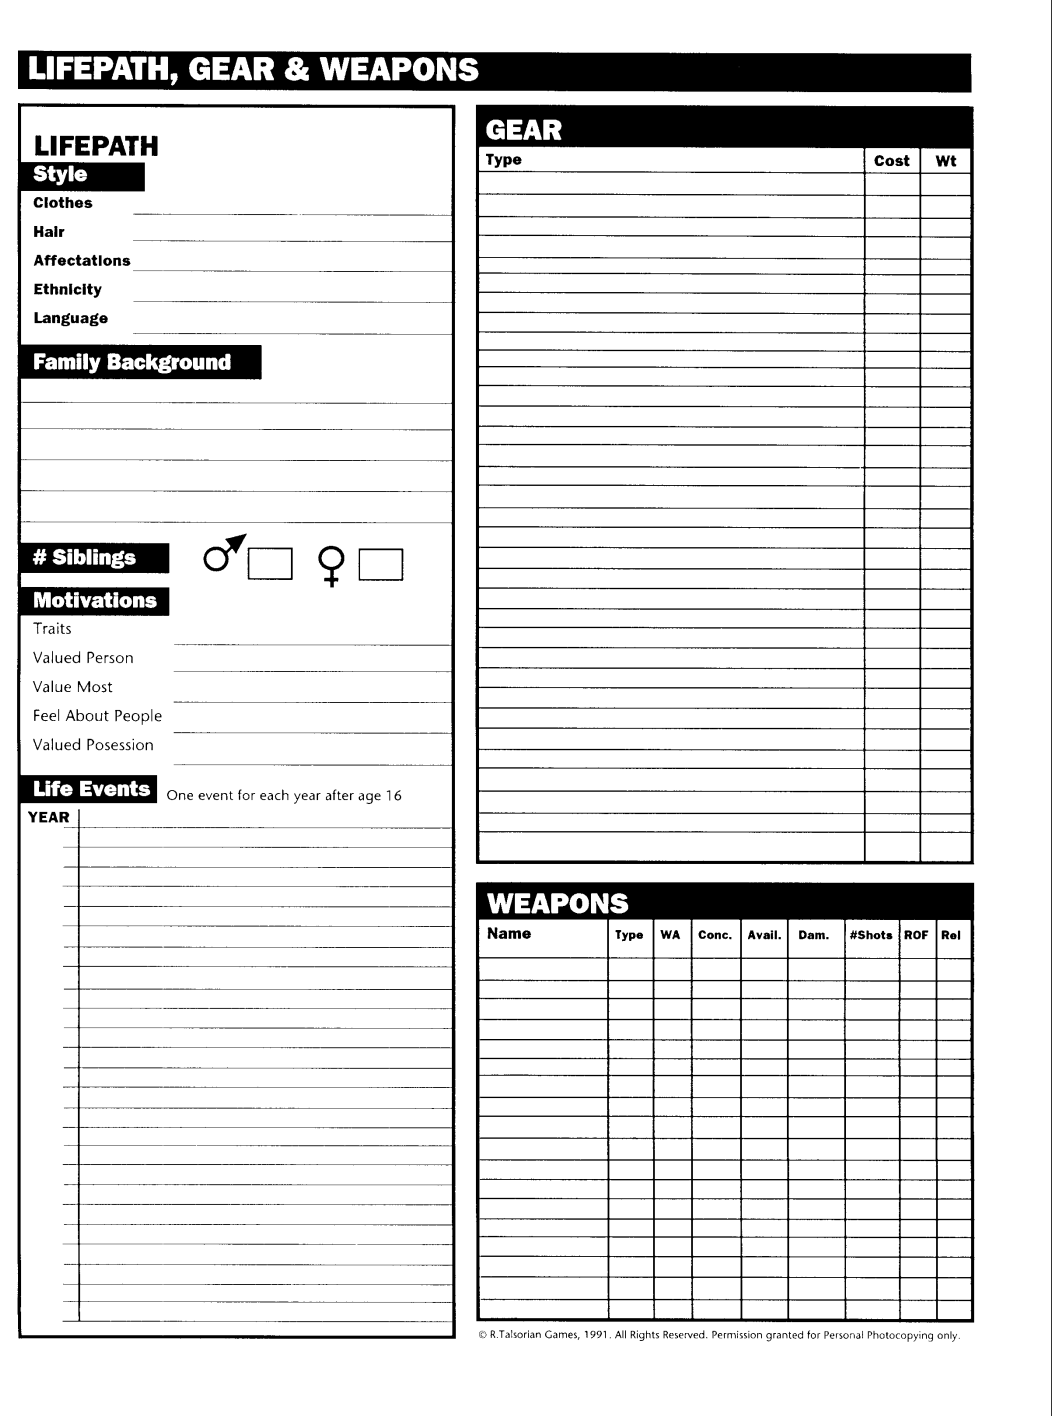 LIFEPATH, GEAR & WEAPONS
LIFEPATH
Style
Clothes
Hair
Affectations
Ethnicity
Language
Family Background
# Siblings
Motivations
Traits
Valued Person
Value Most
Feel About People
Valued Posession
Life Events One event for each year after age 16
YEAR
GEAR
Type Cost Wt
WEAPONS
Name Type WA Conc. Avail. Dam. #Shots ROF Rel
© R.Talsorian Games, 1991. All Rights Reserved. Permission granted for Personal Photocopying only.